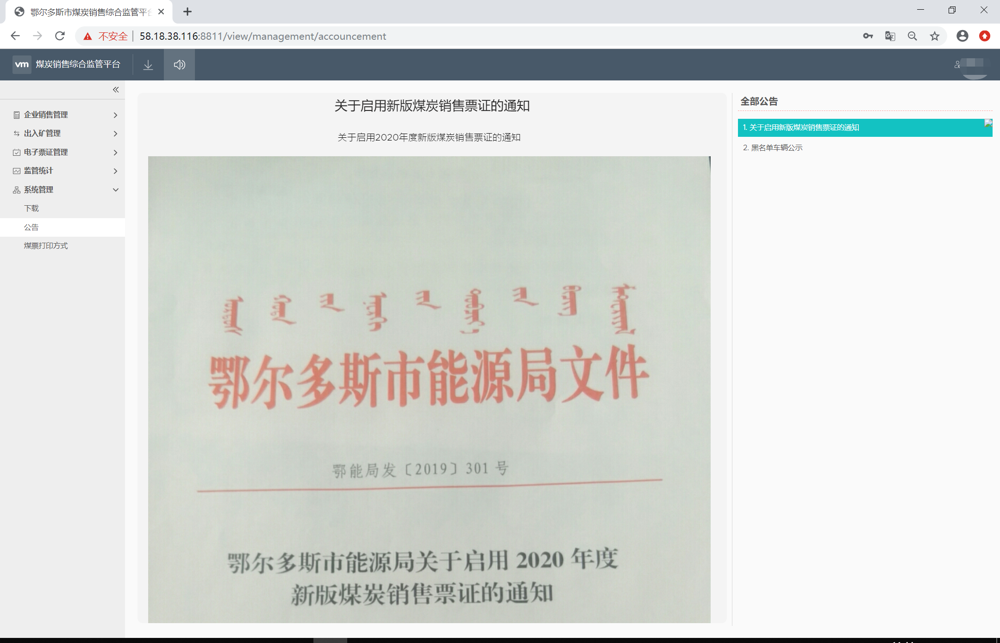 鄂尔多斯市煤炭销售综合监管平
不安全 58.18.38.116:8811/view/management/accouncement
vm 煤炭销售综合监管平台
企业销售管理
出入矿管理
电子票证管理
监管统计
系统管理
下载
公告
煤票打印方式
关于启用新版煤炭销售票证的通知
关于启用2020年度新版煤炭销售票证的通知
鄂尔多斯市能源局文件
鄂能局发〔2019〕301 号
鄂尔多斯市能源局关于启用 2020 年度
新版煤炭销售票证的通知
全部公告
1. 关于启用新版煤炭销售票证的通知
2. 黑名单车辆公示